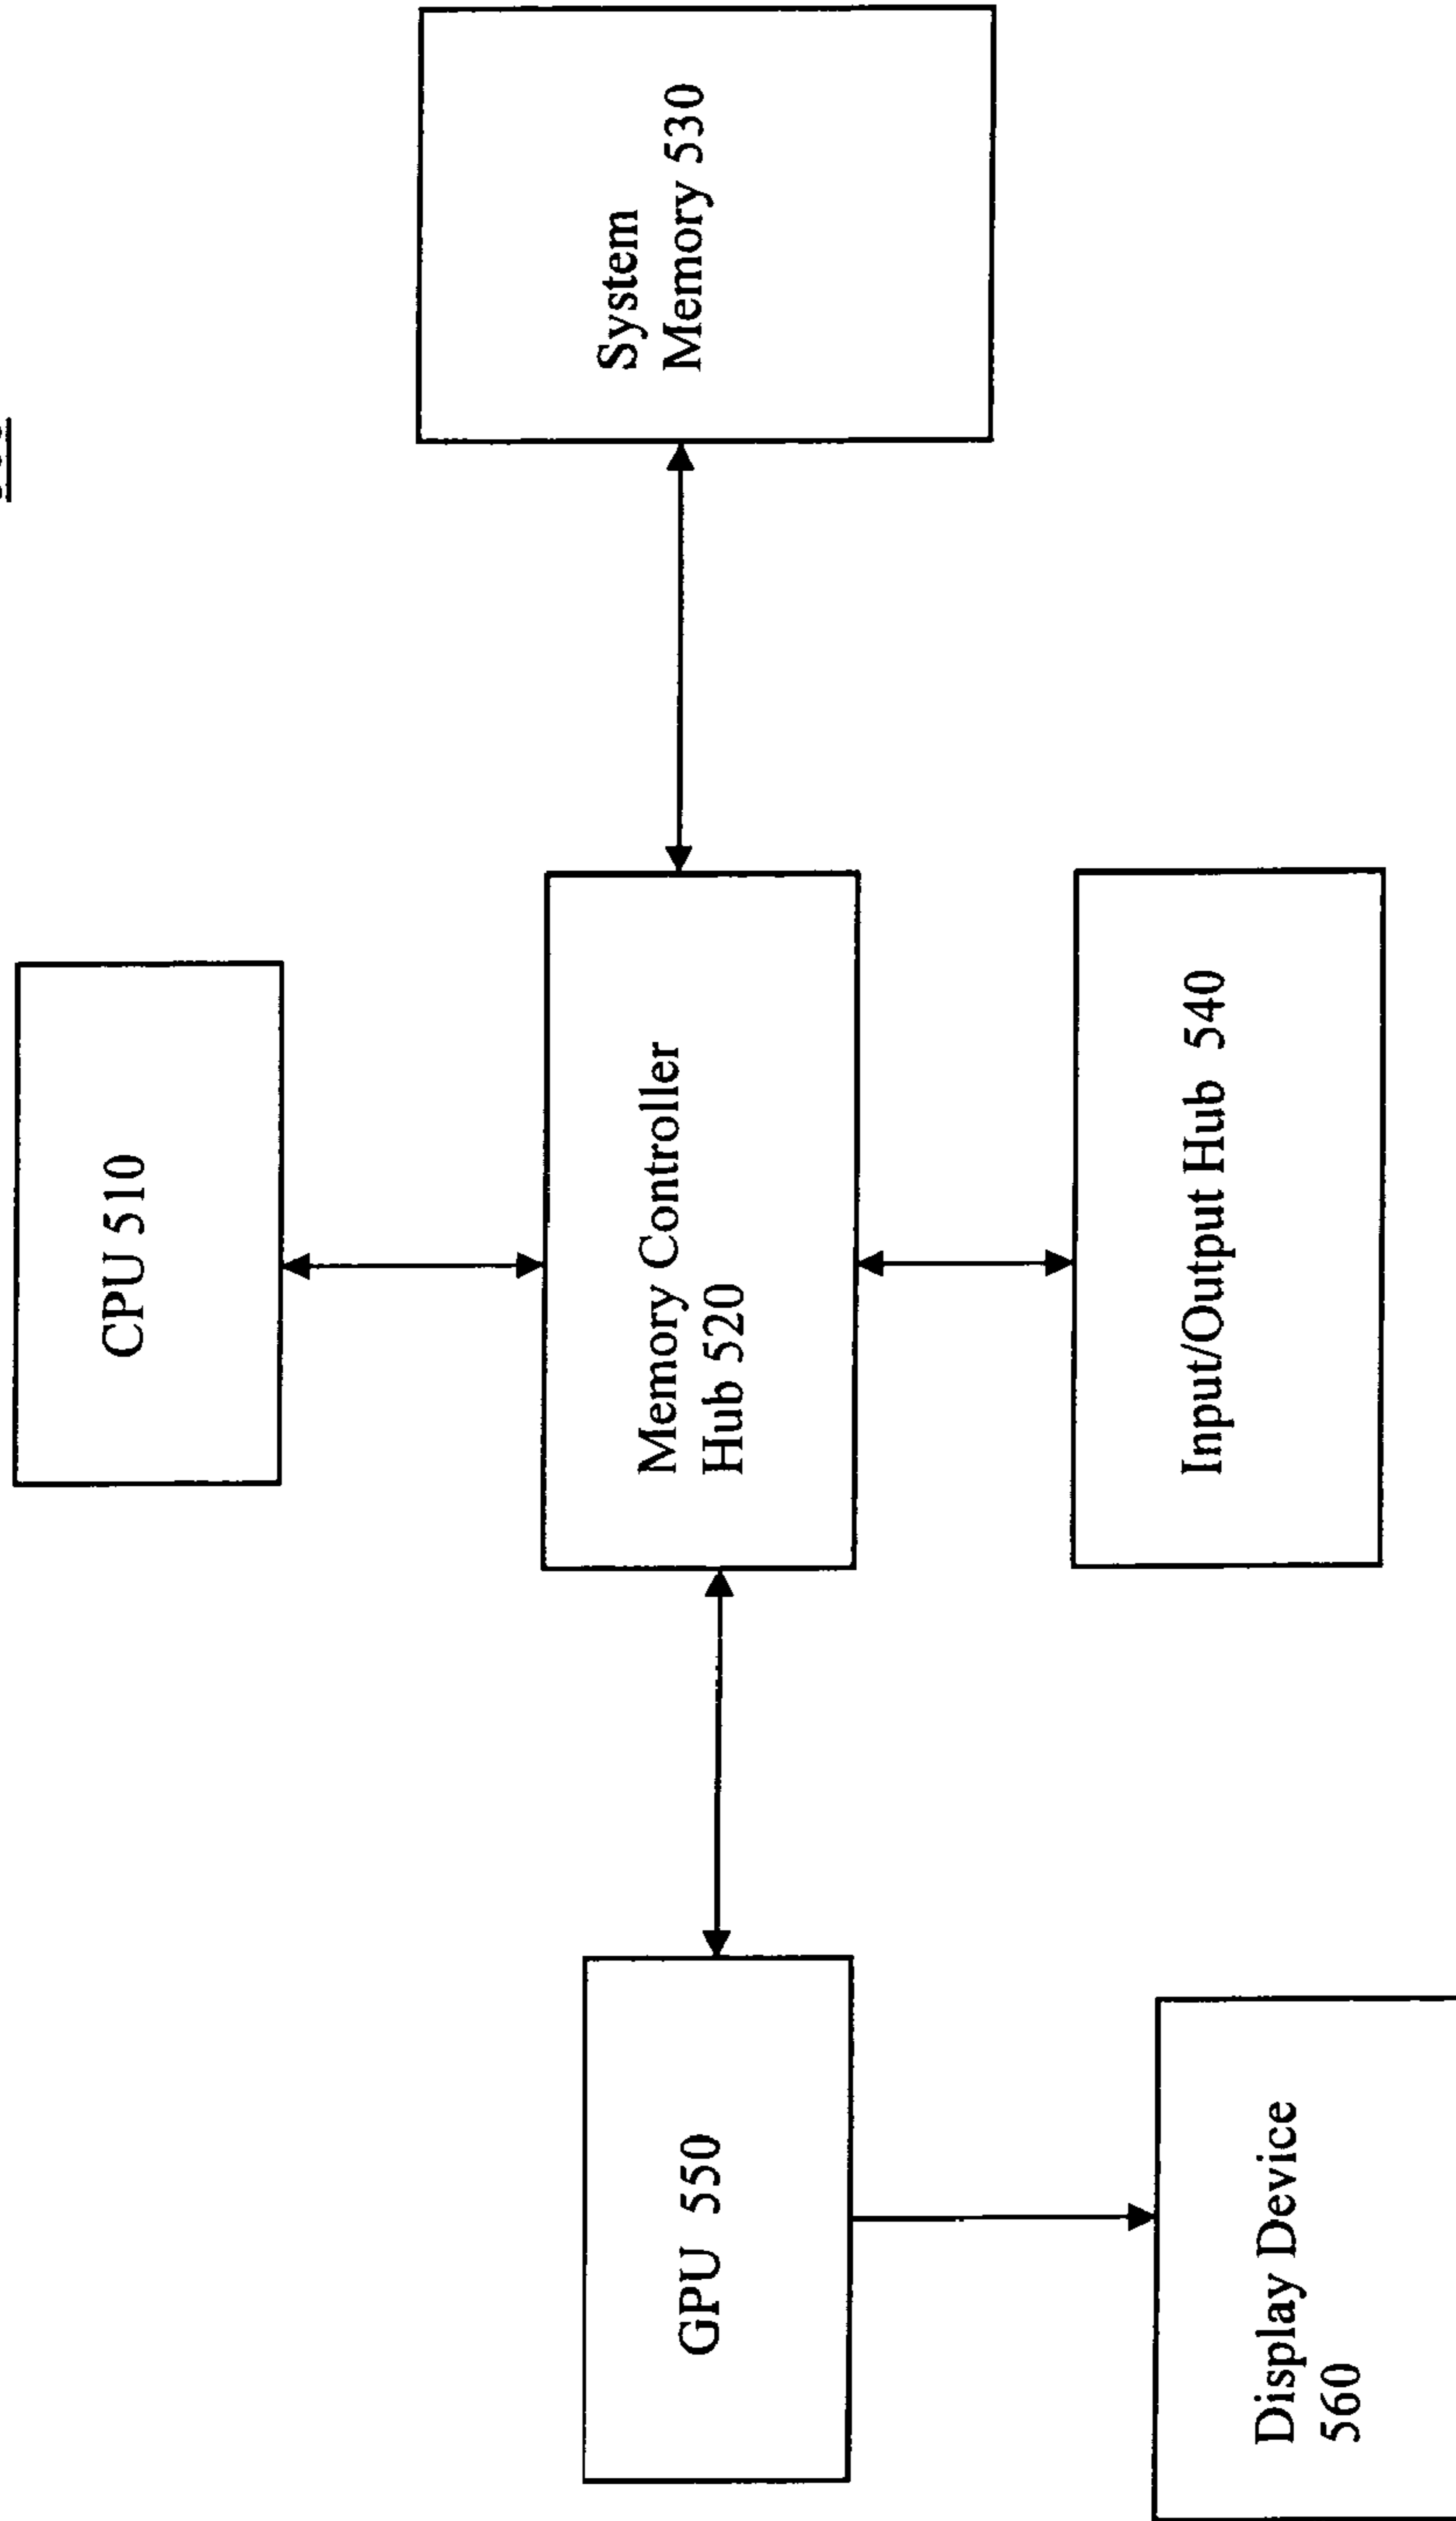 CPU 510
System
Memory 530
Memory Controller
Hub 520
GPU 550
Input/Output Hub 540
Display Device
560